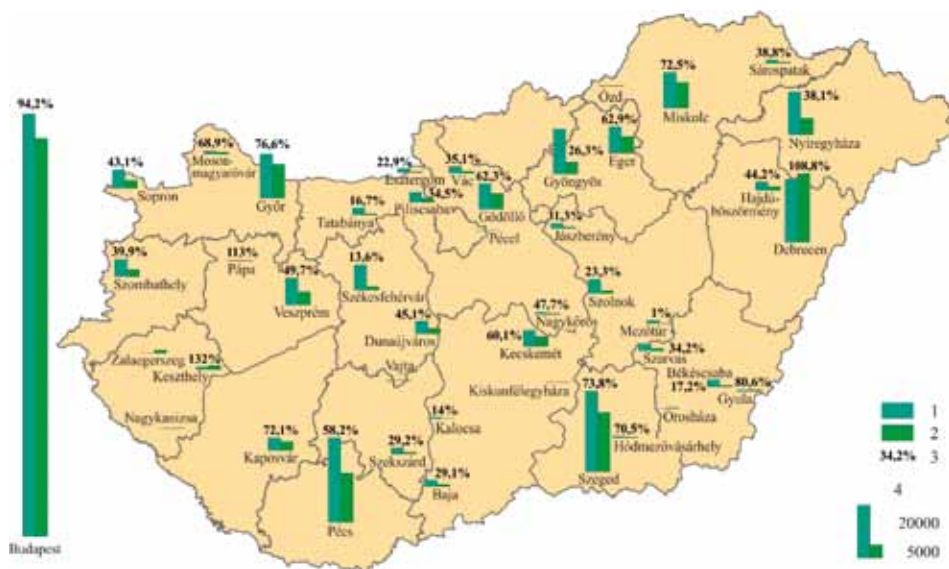 94,2%
Budapest
43,1%
Sopron
68,9%
Moson-
magyaróvár
76,6%
Győr
39,9%
Szombathely
113%
Pápa
49,7%
Veszprém
16,7%
Tatabánya
22,9%
Esztergom
34,5%
Piliscsaba
35,1%
Vác
62,3%
Gödöllő
Pécel
26,3%
Gyöngyös
62,9%
Eger
Ózd
72,5%
Miskolc
38,8%
Sárospatak
38,1%
Nyíregyháza
44,2%
Hajdú-
böszörmény
108,8%
Debrecen
Jászberény
13,6%
Székesfehérvár
45,1%
Dunaújváros
Vajta
23,3%
Szolnok
47,7%
Nagykőrös
60,1%
Kecskemét
1%
Mezőtúr
34,2%
Szarvas
Békéscsaba
17,2%
80,6%
Gyula
Orosháza
Kiskunfélegyháza
73,8%
Szeged
70,5%
Hódmezővásárhely
Zalaegerszeg
132%
Keszthely
Nagykanizsa
72,1%
Kaposvár
58,2%
Pécs
29,2%
Szekszárd
14%
Kalocsa
29,1%
Baja
1
2
34,2% 3
4
20000
5000